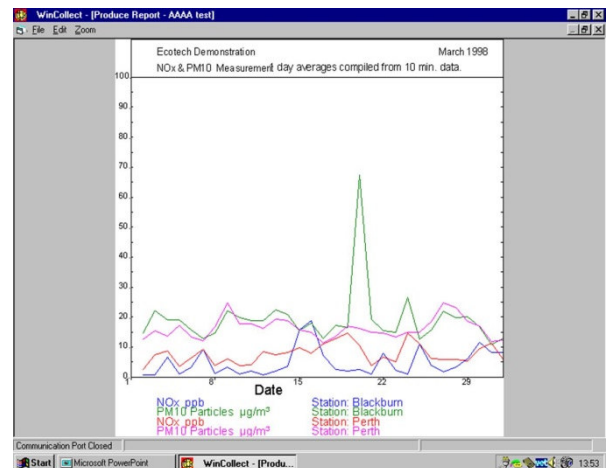 WinCollect - [Produce Report - AAAA test]
File Edit Zoom
Ecotech Demonstration March 1998
NOx & PM10 Measurement day averages compiled from 10 min. data.
100
90
80
70
60
50
40
30
20
10
0
1 8 15 22 29
Date
NOx ppb Station: Blackburn
PM10 Particles µg/m³ Station: Blackburn
NOx ppb Station: Perth
PM10 Particles µg/m³ Station: Perth
Communication Port Closed
Start Microsoft PowerPoint WinCollect - [Produ... 13:53